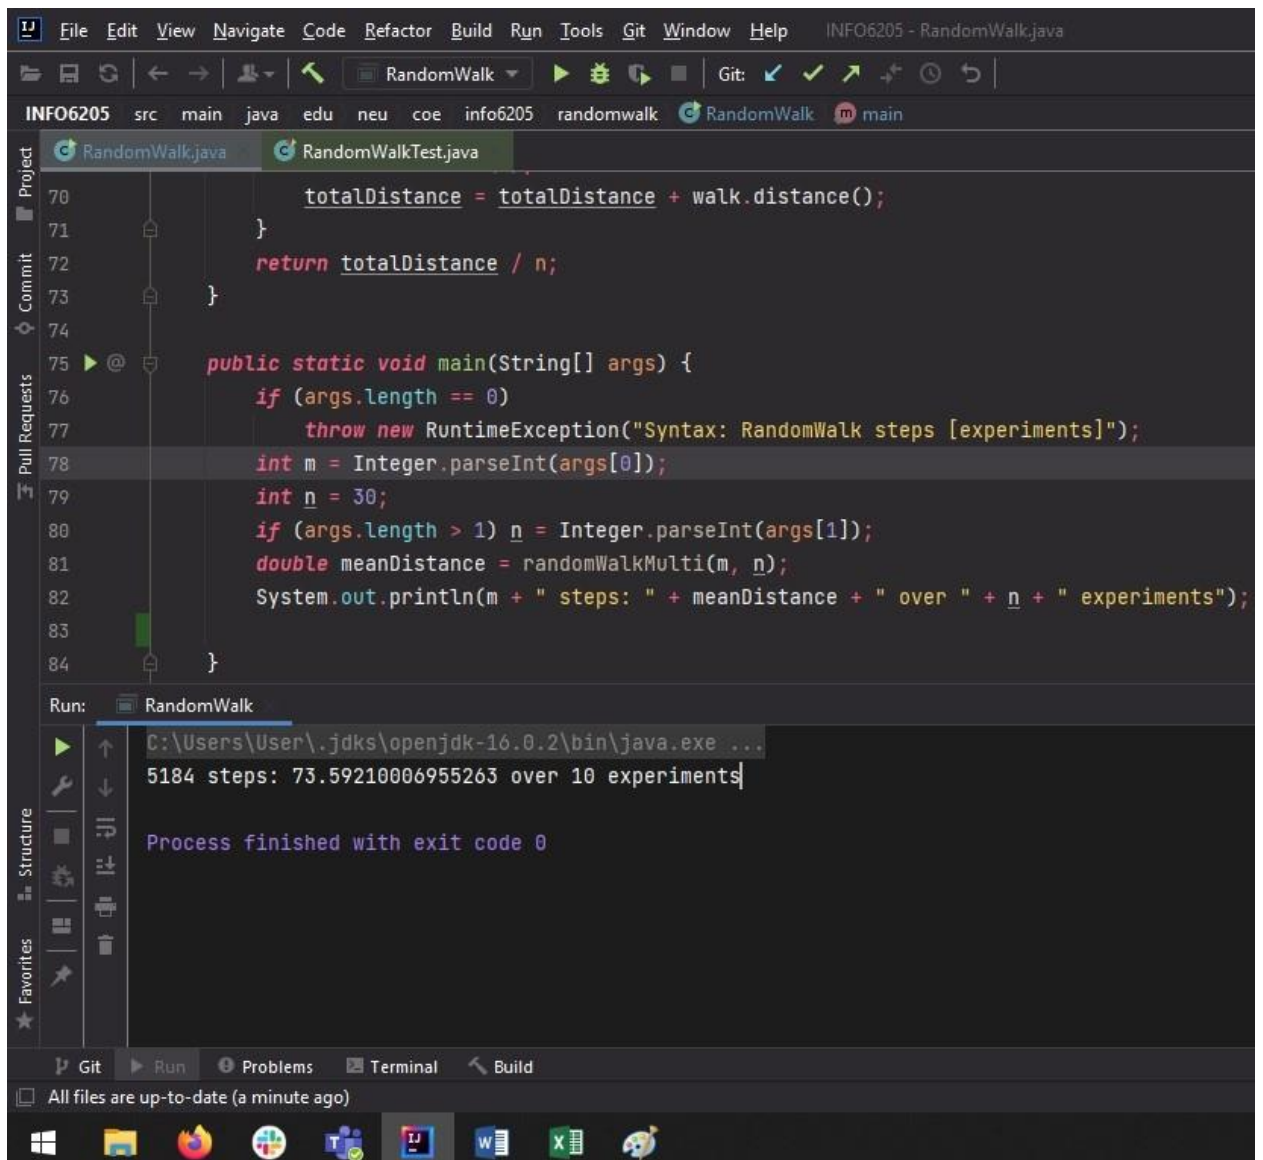 File Edit View Navigate Code Refactor Build Run Tools Git Window Help INFO6205 - RandomWalk.java
RandomWalk Git:
INFO6205 src main java edu neu coe info6205 randomwalk RandomWalk main
RandomWalk.java RandomWalkTest.java
Project
Commit
Pull Requests
70 totalDistance = totalDistance + walk.distance();
71 }
72 return totalDistance / n;
73 }
74
75 @ public static void main(String[] args) {
76 if (args.length == 0)
77 throw new RuntimeException("Syntax: RandomWalk steps [experiments]");
78 int m = Integer.parseInt(args[0]);
79 int n = 30;
80 if (args.length > 1) n = Integer.parseInt(args[1]);
81 double meanDistance = randomWalkMulti(m, n);
82 System.out.println(m + " steps: " + meanDistance + " over " + n + " experiments");
83
84 }
Run: RandomWalk
C:\Users\User\.jdks\openjdk-16.0.2\bin\java.exe ...
5184 steps: 73.59210006955263 over 10 experiments
Process finished with exit code 0
Structure
Favorites
Git Run Problems Terminal Build
All files are up-to-date (a minute ago)